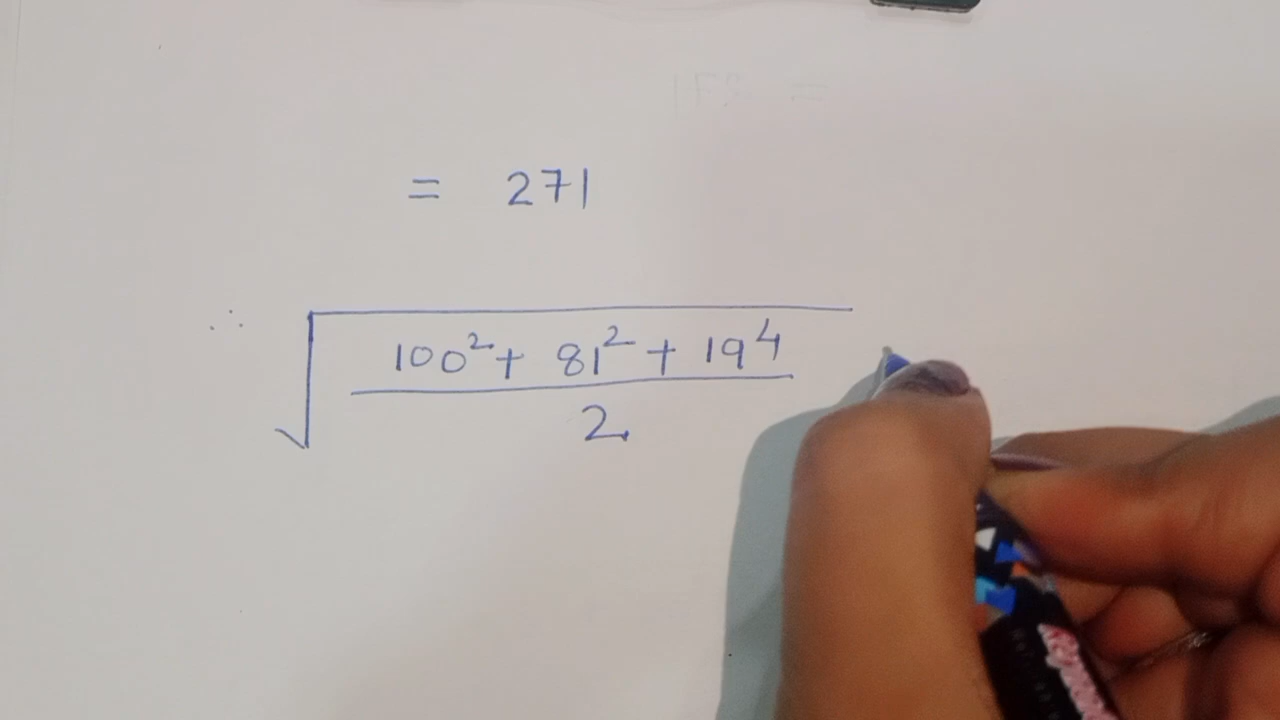 = 271
∴ √
100² + 81² + 19⁴
2